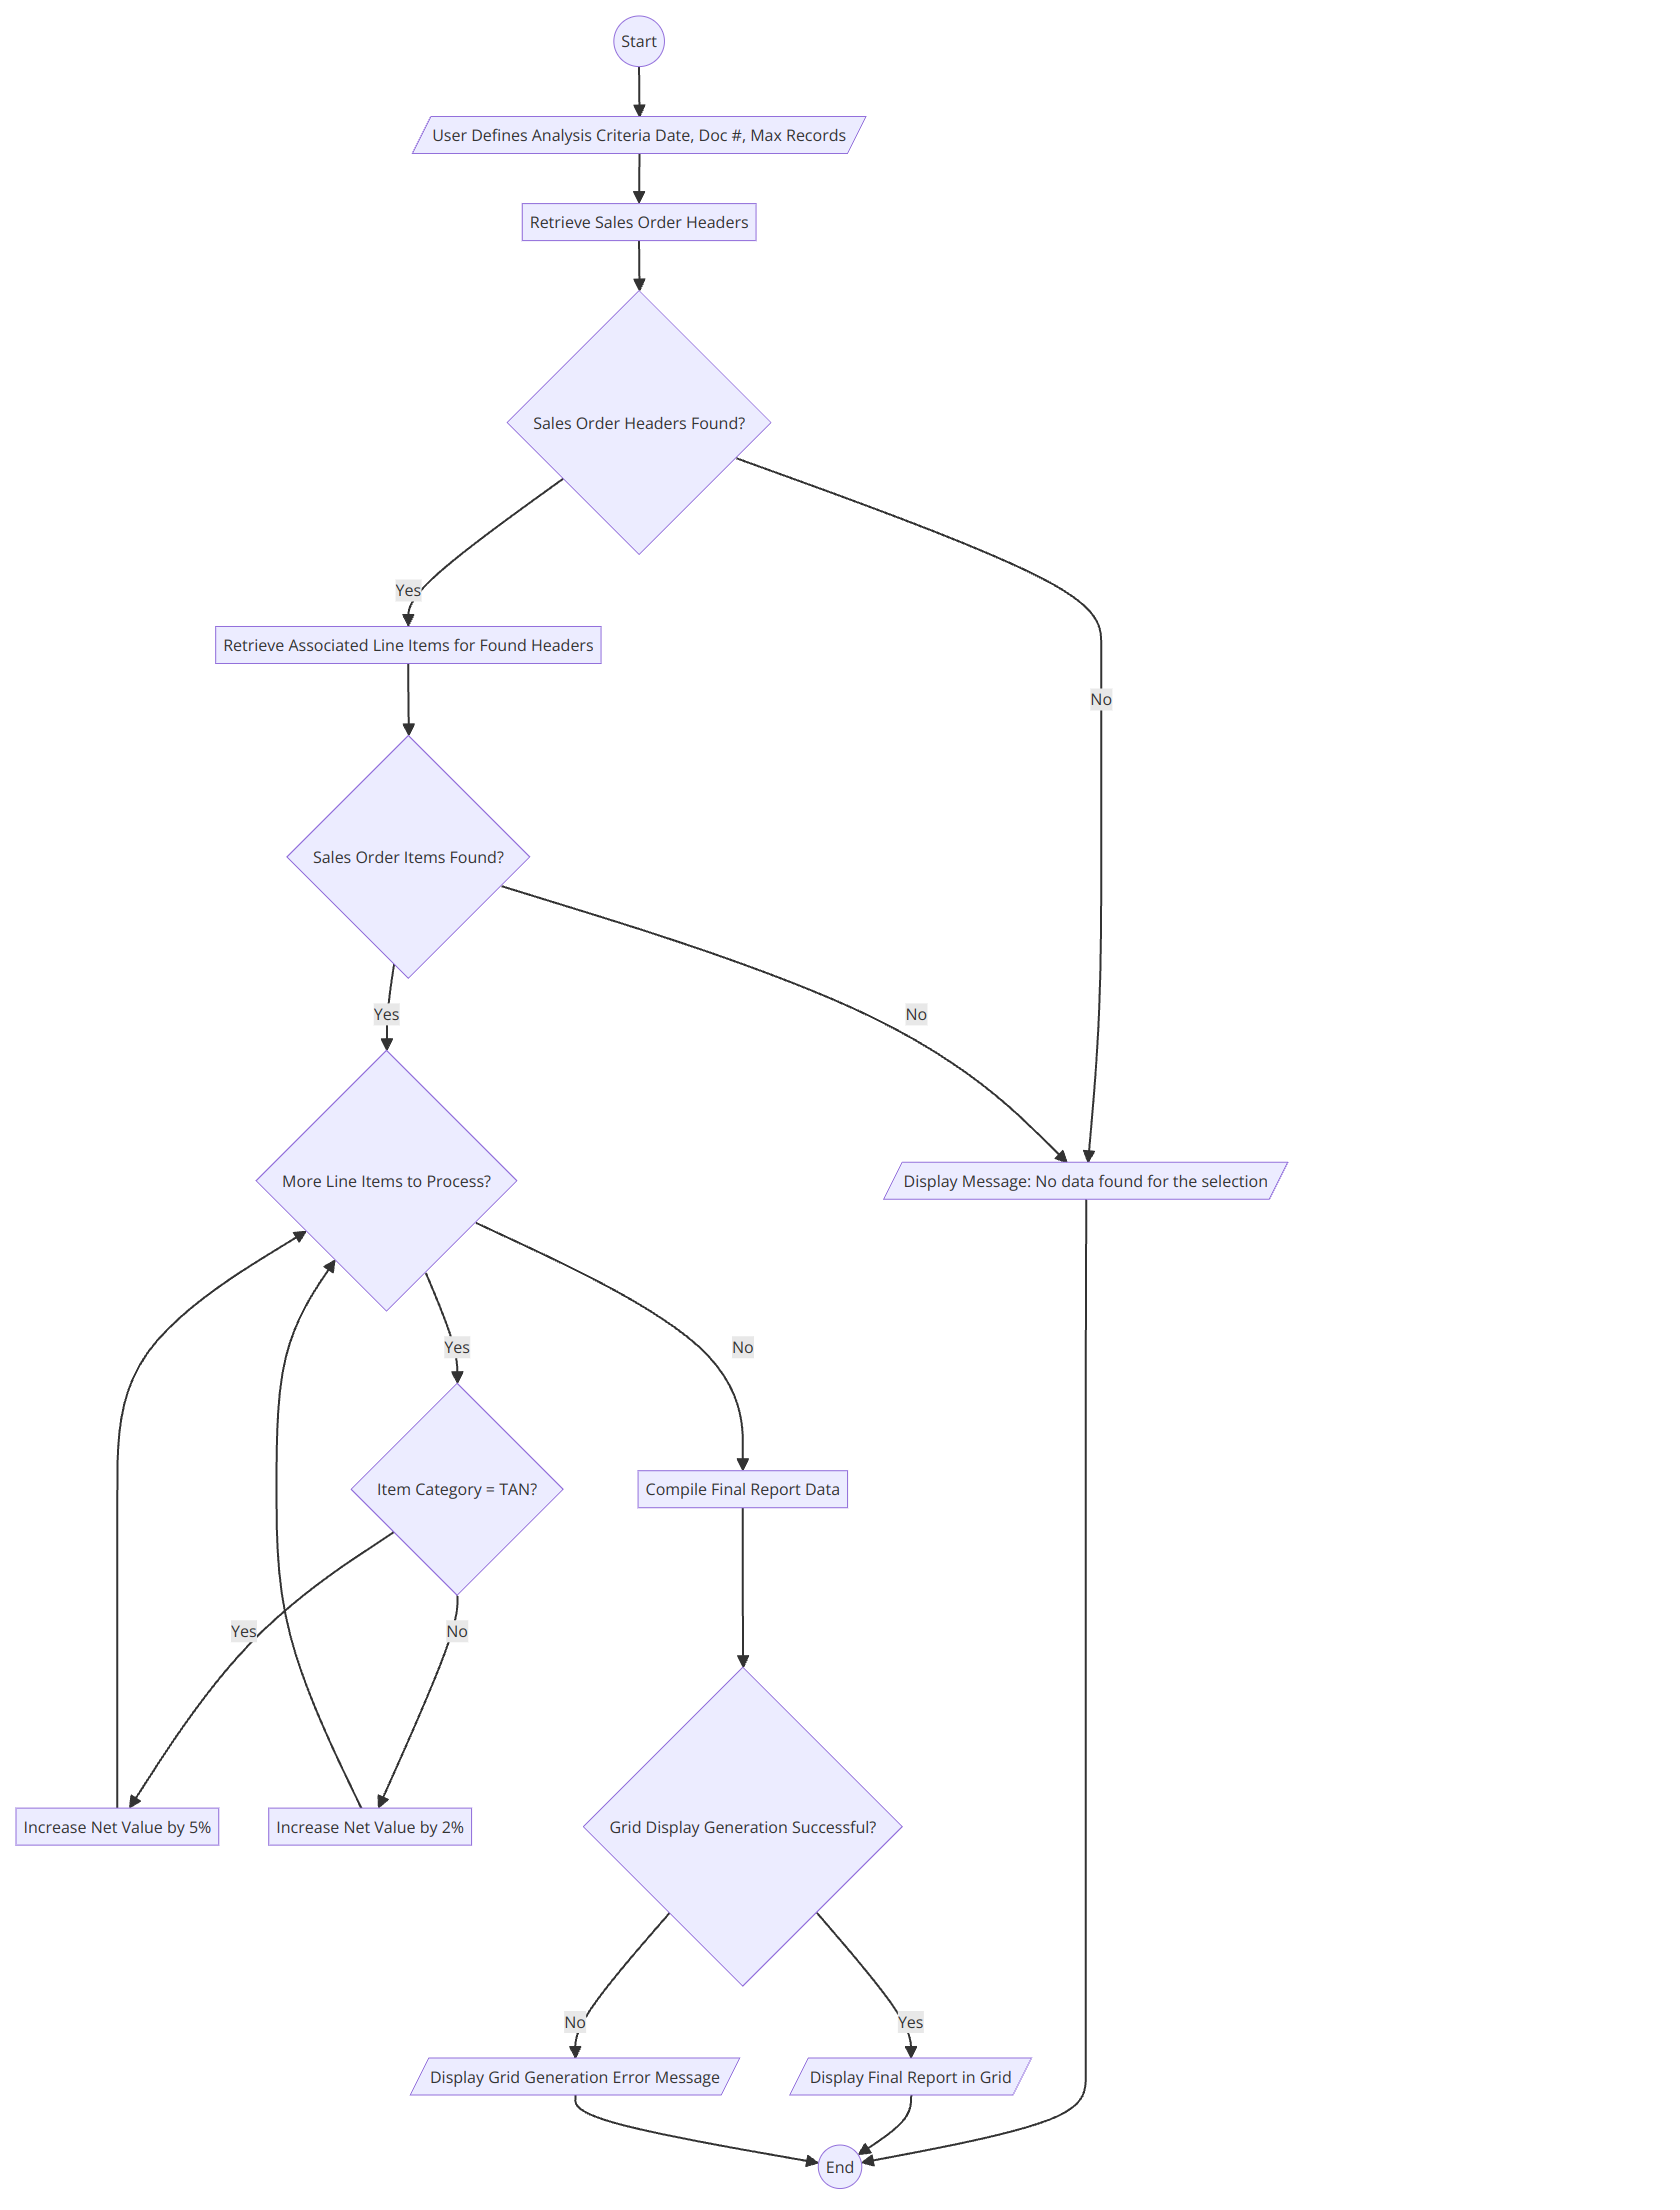 Start
User Defines Analysis Criteria Date, Doc #, Max Records
Retrieve Sales Order Headers
Sales Order Headers Found?
Yes
Retrieve Associated Line Items for Found Headers
No
Sales Order Items Found?
Yes
No
More Line Items to Process?
Display Message: No data found for the selection
Yes
No
Item Category = TAN?
Compile Final Report Data
Yes
No
Increase Net Value by 5%
Increase Net Value by 2%
Grid Display Generation Successful?
No
Yes
Display Grid Generation Error Message
Display Final Report in Grid
End